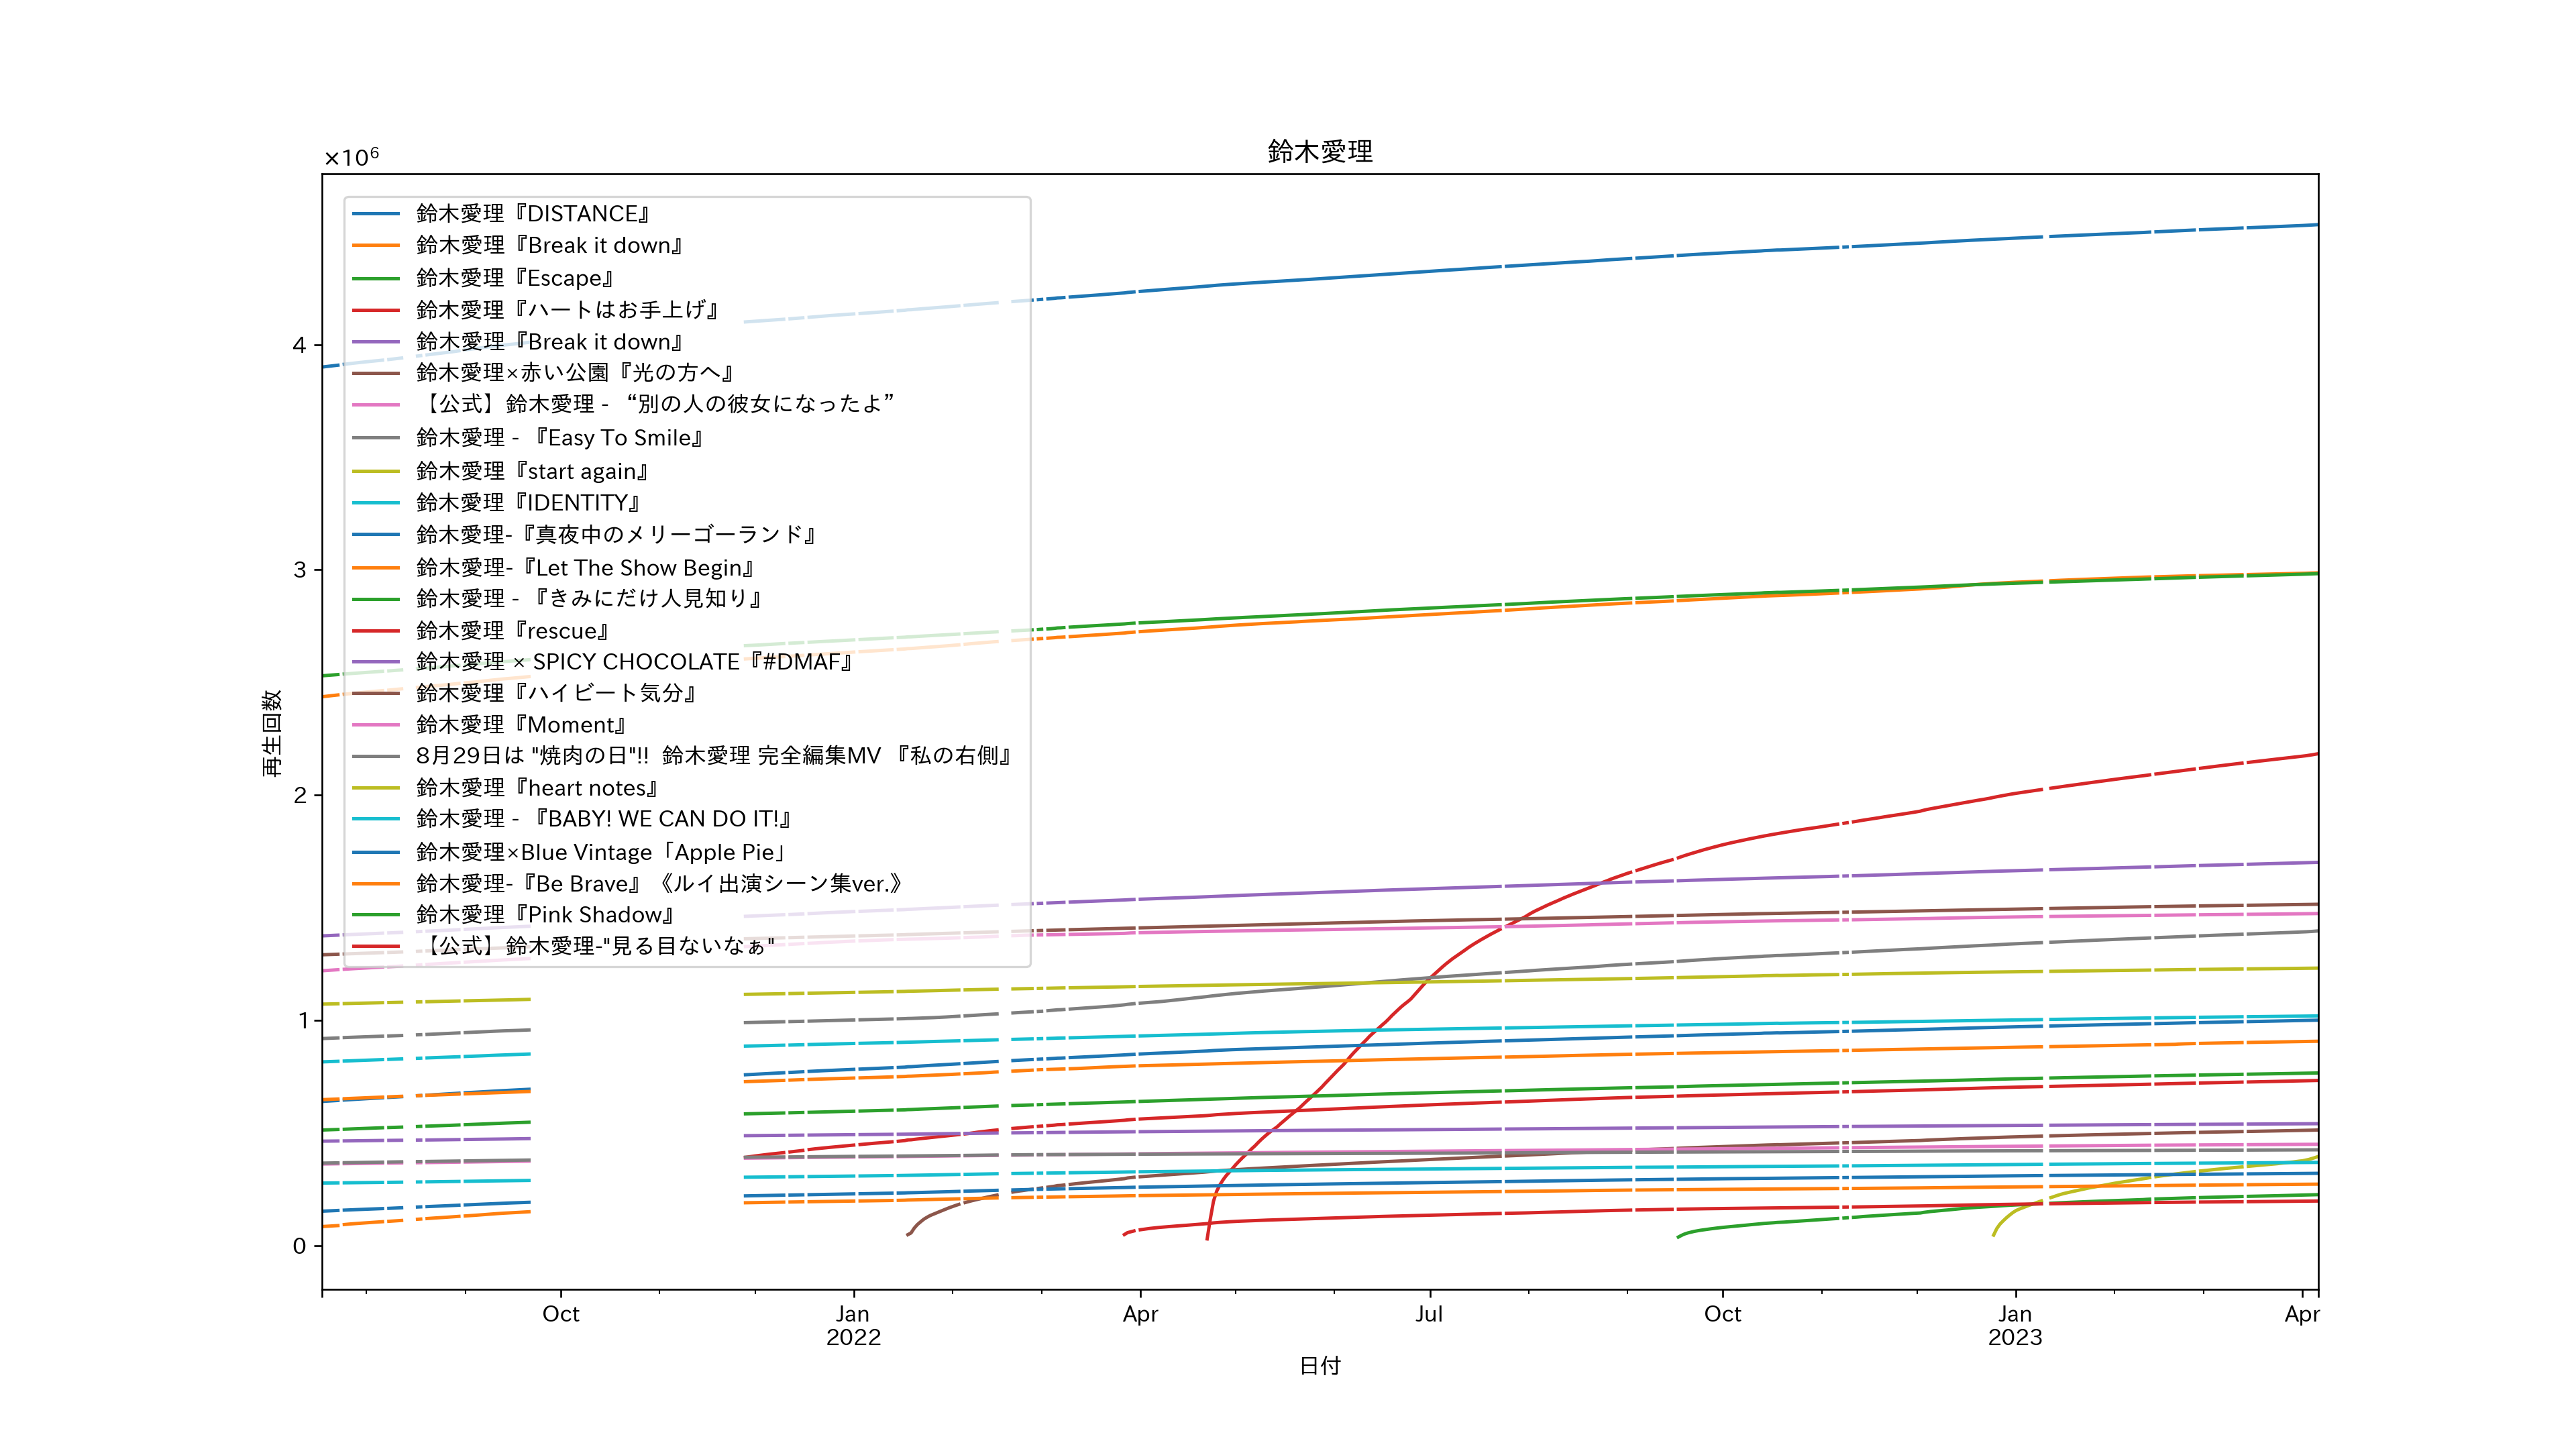 鈴木愛理
×10⁶
鈴木愛理『DISTANCE』
鈴木愛理『Break it down』
鈴木愛理『Escape』
鈴木愛理『ハートはお手上げ』
鈴木愛理『Break it down』
鈴木愛理×赤い公園『光の方へ』
【公式】鈴木愛理 - “別の人の彼女になったよ”
鈴木愛理 - 『Easy To Smile』
鈴木愛理『start again』
鈴木愛理『IDENTITY』
鈴木愛理-『真夜中のメリーゴーランド』
鈴木愛理-『Let The Show Begin』
鈴木愛理 - 『きみにだけ人見知り』
鈴木愛理『rescue』
鈴木愛理 × SPICY CHOCOLATE『#DMAF』
鈴木愛理『ハイビート気分』
鈴木愛理『Moment』
8月29日は "焼肉の日"!! 鈴木愛理 完全編集MV 『私の右側』
鈴木愛理『heart notes』
鈴木愛理 - 『BABY! WE CAN DO IT!』
鈴木愛理×Blue Vintage「Apple Pie」
鈴木愛理-『Be Brave』《ルイ出演シーン集ver.》
鈴木愛理『Pink Shadow』
【公式】鈴木愛理-"見る目ないなぁ"
4
3
2
1
0
再生回数
Oct Jan Apr Jul Oct Jan Apr
2022 2023
日付